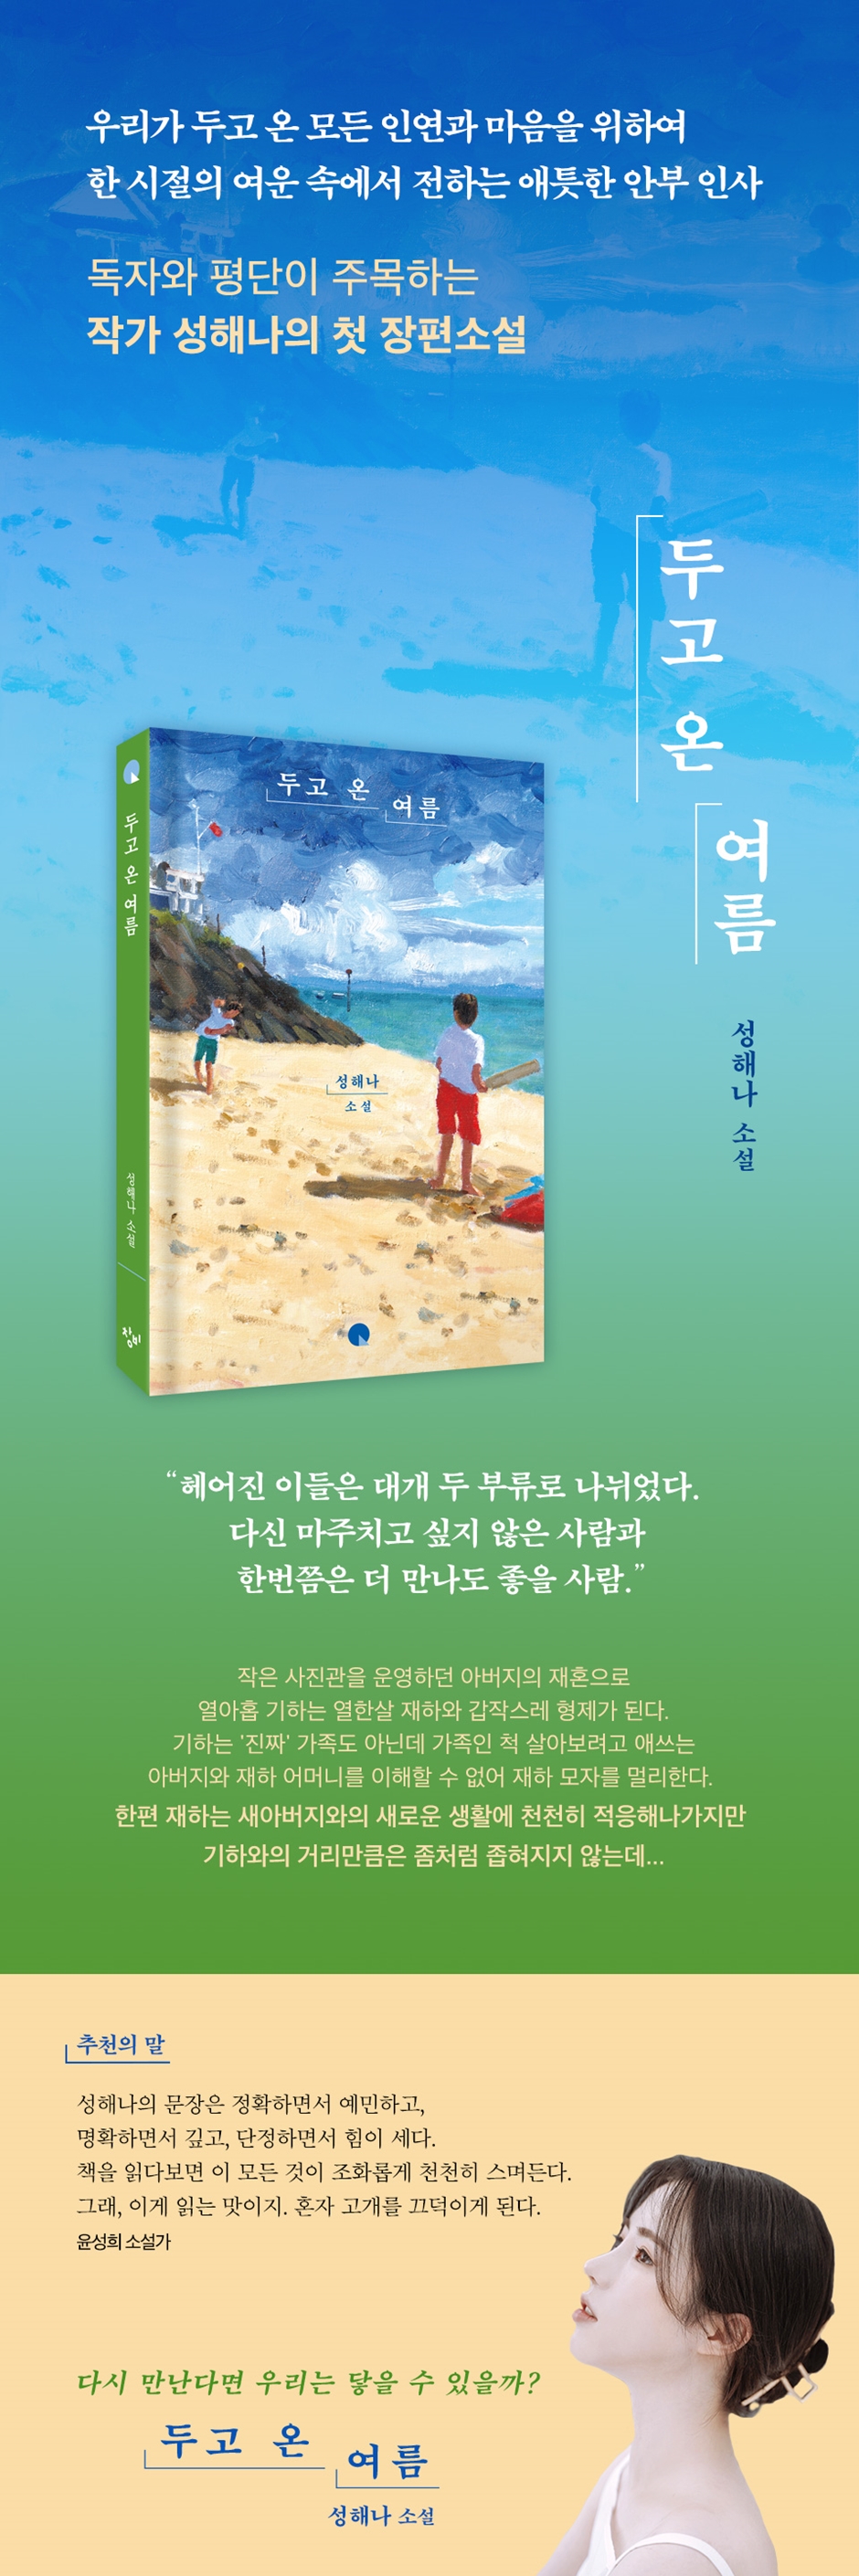 우리가 두고 온 모든 인연과 마음을 위하여
한 시절의 여운 속에서 전하는 애틋한 안부 인사
독자와 평단이 주목하는
작가 성해나의 첫 장편소설
두고 온
여름
성해나 소설
두고 온 여름
성해나 소설
창비
두고 온
여름
성해나
소설
“헤어진 이들은 대개 두 부류로 나뉘었다.
다신 마주치고 싶지 않은 사람과
한번쯤은 더 만나도 좋을 사람.”
작은 사진관을 운영하던 아버지의 재혼으로
열아홉 기하는 열한살 재하와 갑작스레 형제가 된다.
기하는 '진짜' 가족도 아닌데 가족인 척 살아보려고 애쓰는
아버지와 재하 어머니를 이해할 수 없어 재하 모자를 멀리한다.
한편 재하는 새아버지와의 새로운 생활에 천천히 적응해나가지만
기하와의 거리만큼은 좀처럼 좁혀지지 않는데...
추천의 말
성해나의 문장은 정확하면서 예민하고,
명확하면서 깊고, 단정하면서 힘이 세다.
책을 읽다보면 이 모든 것이 조화롭게 천천히 스며든다.
그래, 이게 읽는 맛이지. 혼자 고개를 끄덕이게 된다.
윤성희 소설가
다시 만난다면 우리는 닿을 수 있을까?
두고 온
여름
성해나 소설